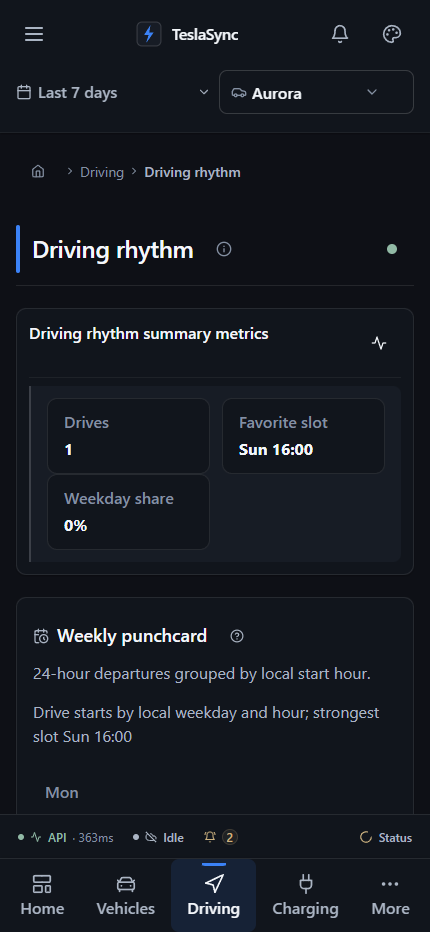 TeslaSync
Last 7 days
Aurora
Driving
Driving rhythm
Driving rhythm
Driving rhythm summary metrics
Drives
1
Favorite slot
Sun 16:00
Weekday share
0%
Weekly punchcard
24-hour departures grouped by local start hour.
Drive starts by local weekday and hour; strongest
slot Sun 16:00
Mon
API · 363ms
Idle
2
Status
Home
Vehicles
Driving
Charging
More